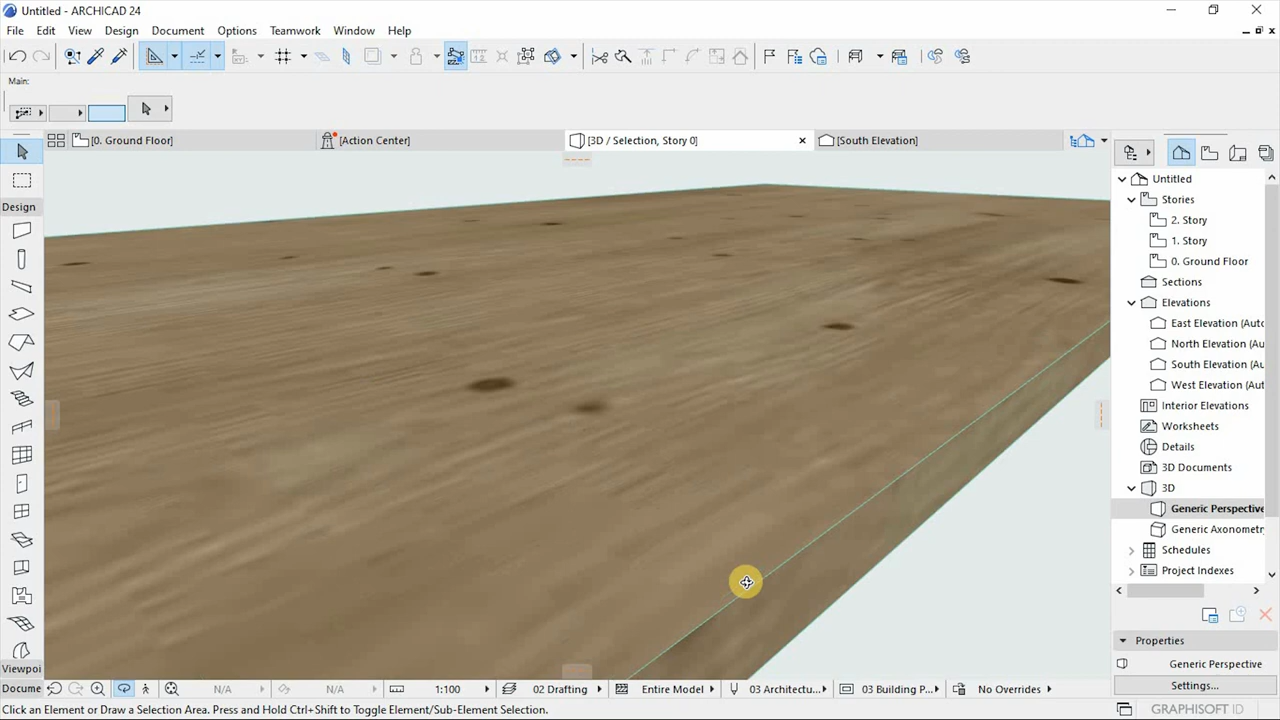 Untitled - ARCHICAD 24
File Edit View Design Document Options Teamwork Window Help
Main:
[0. Ground Floor] [Action Center] [3D / Selection, Story 0] [South Elevation]
Untitled
Design
Stories
2. Story
1. Story
0. Ground Floor
Sections
Elevations
East Elevation (Auto
North Elevation (Au
South Elevation (Au
West Elevation (Aut
Interior Elevations
Worksheets
Details
3D Documents
3D
Generic Perspective
Generic Axonometr
Schedules
Project Indexes
Properties
Viewpoi
Generic Perspective
Docume N/A N/A 1:100 02 Drafting Entire Model 03 Architectu... 03 Building P... No Overrides Settings...
Click an Element or Draw a Selection Area. Press and Hold Ctrl+Shift to Toggle Element/Sub-Element Selection. GRAPHISOFT ID